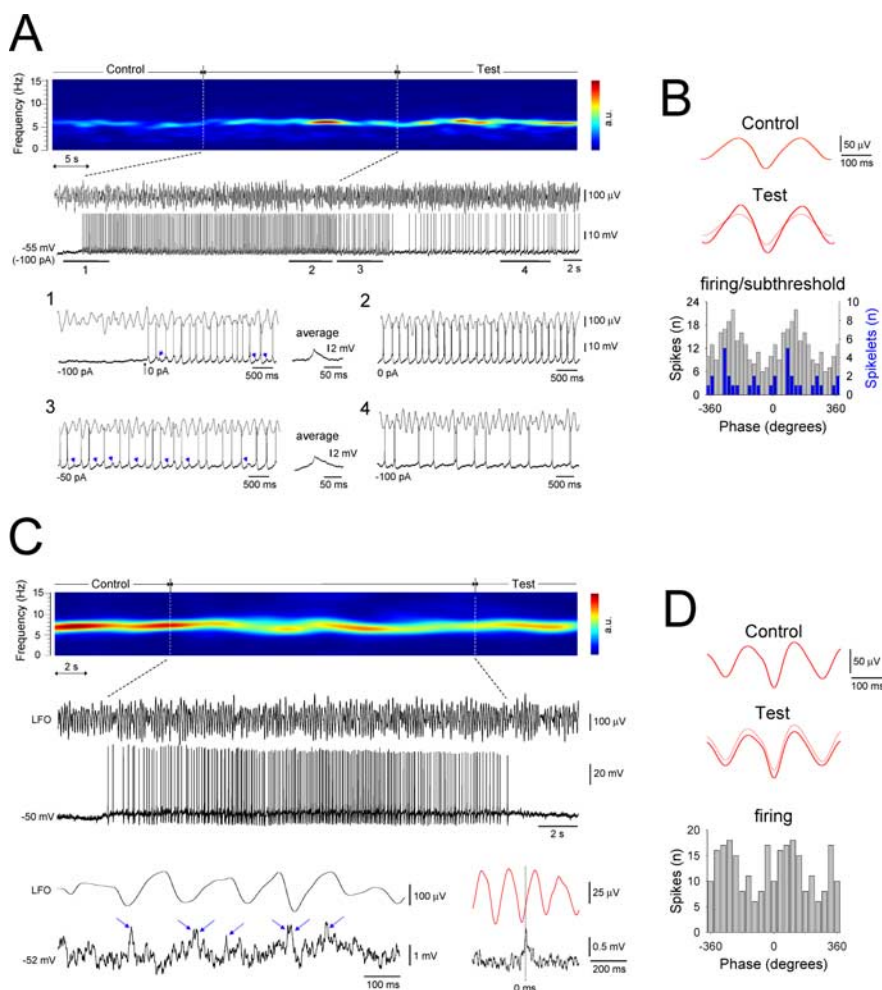 A
Control
Test
Frequency (Hz)
15
10
5
0
a.u.
5 s
100 µV
10 mV
-55 mV
(-100 pA)
1
2
3
4
2 s
1
average
2 mV
50 ms
-100 pA
0 pA
500 ms
2
100 µV
10 mV
0 pA
500 ms
3
average
2 mV
50 ms
-50 pA
500 ms
4
-100 pA
500 ms
B
Control
50 µV
100 ms
Test
firing/subthreshold
Spikes (n)
24
18
12
6
0
10
8
6
4
2
0
Spikelets (n)
-360
0
360
Phase (degrees)
C
Control
Test
Frequency (Hz)
15
10
5
0
a.u.
2 s
LFO
100 µV
20 mV
-50 mV
2 s
LFO
100 µV
-52 mV
1 mV
100 ms
25 µV
0.5 mV
200 ms
0 ms
D
Control
50 µV
100 ms
Test
firing
Spikes (n)
20
15
10
5
0
-360
0
360
Phase (degrees)